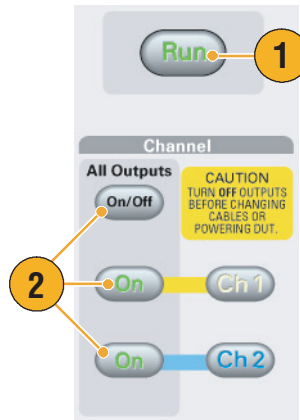 Run
1
Channel
All Outputs
On/Off
CAUTION
TURN OFF OUTPUTS
BEFORE CHANGING
CABLES OR
POWERING DUT.
2
On
Ch 1
On
Ch 2